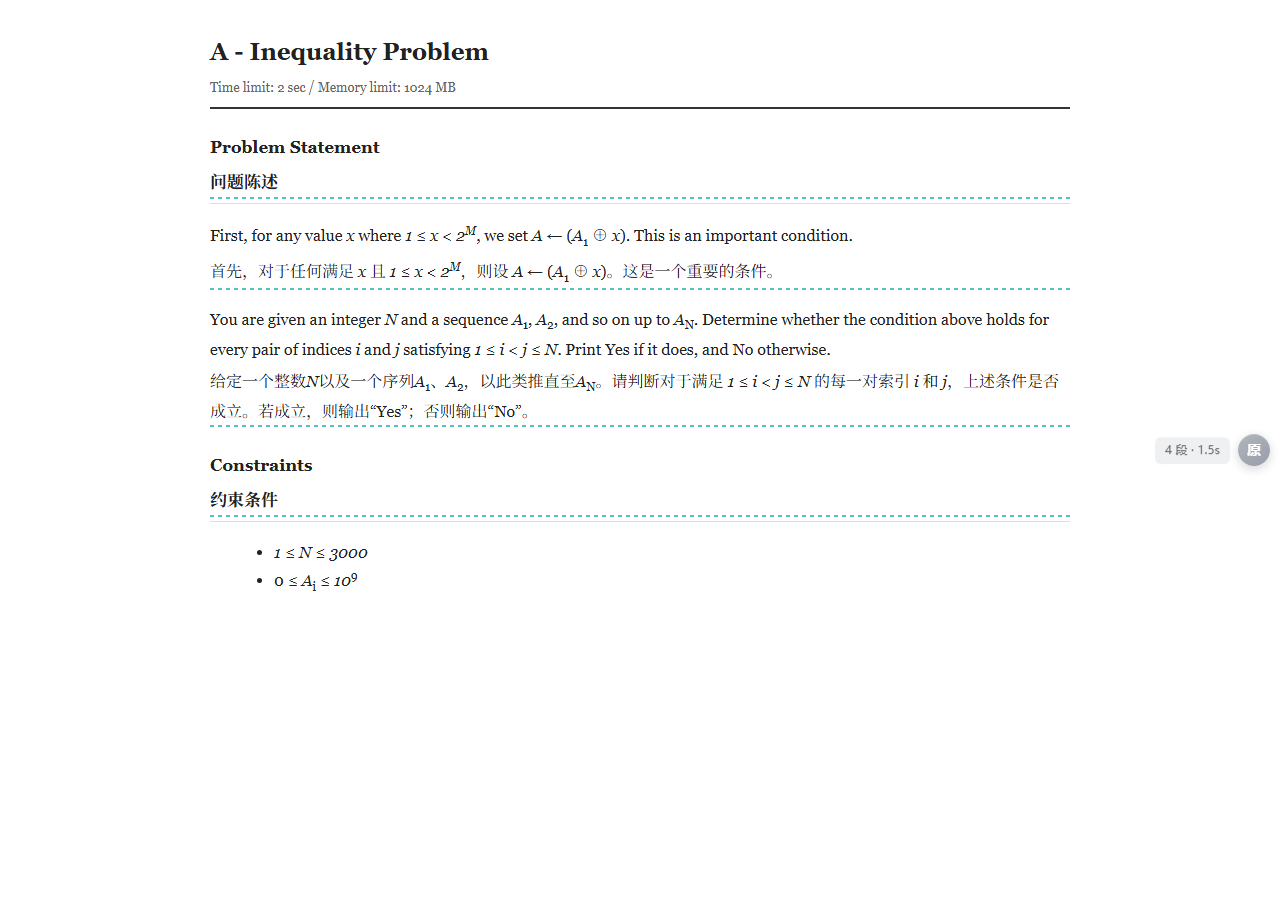 A - Inequality Problem
Time limit: 2 sec / Memory limit: 1024 MB
Problem Statement
问题陈述
First, for any value x where 1 ≤ x < 2^M, we set A ← (A₁ ⊕ x). This is an important condition.
首先，对于任何满足 x 且 1 ≤ x < 2^M，则设 A ← (A₁ ⊕ x)。这是一个重要的条件。
You are given an integer N and a sequence A₁, A₂, and so on up to A_N. Determine whether the condition above holds for
every pair of indices i and j satisfying 1 ≤ i < j ≤ N. Print Yes if it does, and No otherwise.
给定一个整数N以及一个序列A₁、A₂，以此类推直至A_N。请判断对于满足 1 ≤ i < j ≤ N 的每一对索引 i 和 j，上述条件是否
成立。若成立，则输出“Yes”；否则输出“No”。
4 段 · 1.5s
原
Constraints
约束条件
• 1 ≤ N ≤ 3000
• 0 ≤ A_i ≤ 10⁹